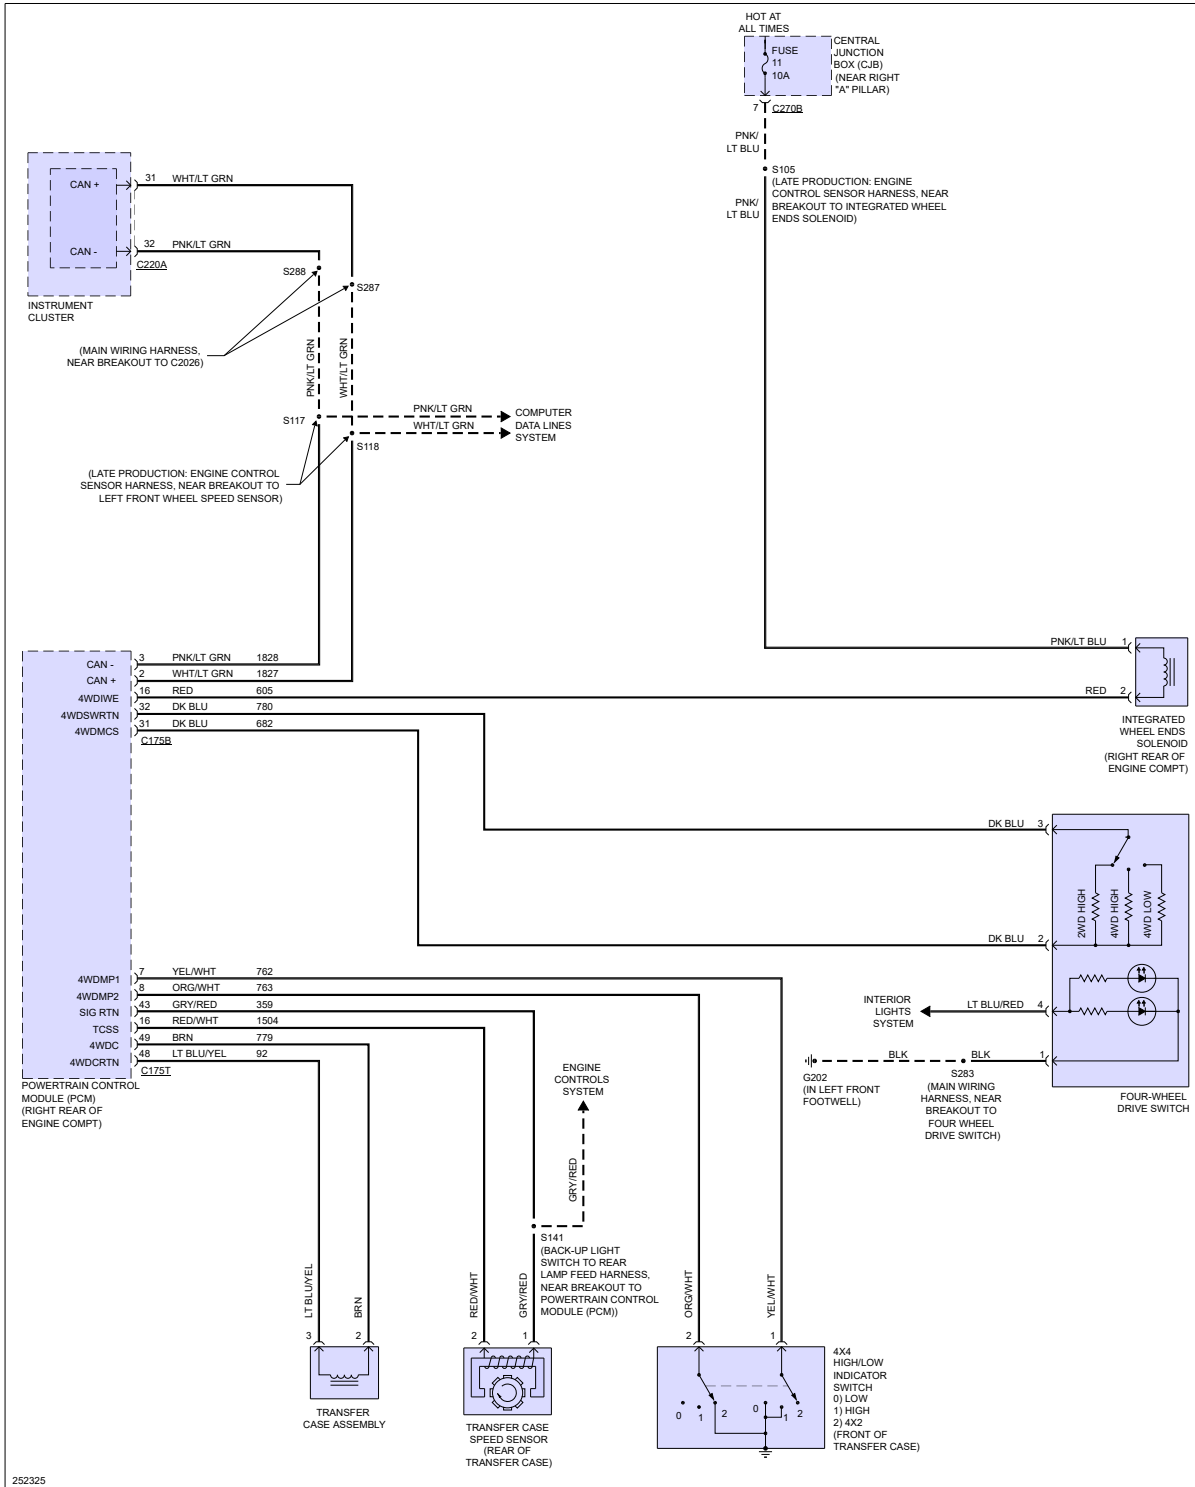 HOT AT
ALL TIMES
FUSE
11
10A
CENTRAL
JUNCTION
BOX (CJB)
(NEAR RIGHT
"A" PILLAR)
7 C270B
PNK/
LT BLU
S105
(LATE PRODUCTION: ENGINE
CONTROL SENSOR HARNESS, NEAR
BREAKOUT TO INTEGRATED WHEEL
ENDS SOLENOID)
PNK/
LT BLU
CAN +
31 WHT/LT GRN
CAN -
32 PNK/LT GRN
C220A
INSTRUMENT
CLUSTER
S288
S287
(MAIN WIRING HARNESS,
NEAR BREAKOUT TO C2026)
PNK/LT GRN
WHT/LT GRN
S117
PNK/LT GRN
WHT/LT GRN
COMPUTER
DATA LINES
SYSTEM
S118
(LATE PRODUCTION: ENGINE CONTROL
SENSOR HARNESS, NEAR BREAKOUT TO
LEFT FRONT WHEEL SPEED SENSOR)
CAN - 3 PNK/LT GRN 1828
CAN + 2 WHT/LT GRN 1827
4WDIWE 16 RED 605
4WDSWRTN 32 DK BLU 780
4WDMCS 31 DK BLU 682
C175B
PNK/LT BLU 1
RED 2
INTEGRATED
WHEEL ENDS
SOLENOID
(RIGHT REAR OF
ENGINE COMPT)
DK BLU 3
2WD HIGH
4WD HIGH
4WD LOW
DK BLU 2
4WDMP1 7 YEL/WHT 762
4WDMP2 8 ORG/WHT 763
SIG RTN 43 GRY/RED 359
TCSS 16 RED/WHT 1504
4WDC 49 BRN 779
4WDCRTN 48 LT BLU/YEL 92
C175T
POWERTRAIN CONTROL
MODULE (PCM)
(RIGHT REAR OF
ENGINE COMPT)
INTERIOR
LIGHTS
SYSTEM
LT BLU/RED 4
BLK
BLK 1
G202
(IN LEFT FRONT
FOOTWELL)
S283
(MAIN WIRING
HARNESS, NEAR
BREAKOUT TO
FOUR WHEEL
DRIVE SWITCH)
FOUR-WHEEL
DRIVE SWITCH
ENGINE
CONTROLS
SYSTEM
GRY/RED
S141
(BACK-UP LIGHT
SWITCH TO REAR
LAMP FEED HARNESS,
NEAR BREAKOUT TO
POWERTRAIN CONTROL
MODULE (PCM))
LT BLU/YEL
BRN
RED/WHT
GRY/RED
ORG/WHT
YEL/WHT
3 2
2 1
2 1
TRANSFER
CASE ASSEMBLY
TRANSFER CASE
SPEED SENSOR
(REAR OF
TRANSFER CASE)
0 1 2
0 1 2
4X4
HIGH/LOW
INDICATOR
SWITCH
0) LOW
1) HIGH
2) 4X2
(FRONT OF
TRANSFER CASE)
252325